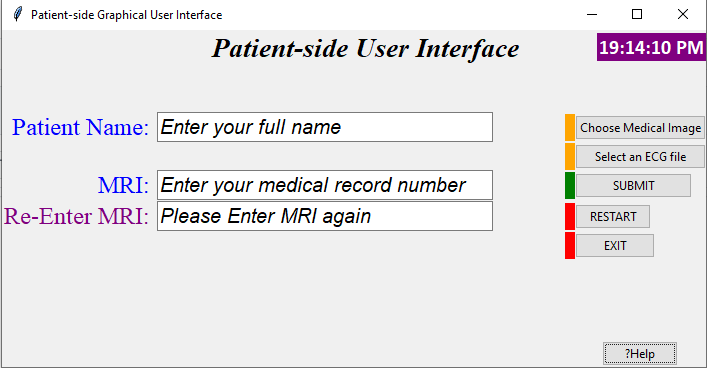 Patient-side Graphical User Interface
Patient-side User Interface
19:14:10 PM
Patient Name:
Enter your full name
Choose Medical Image
Select an ECG file
MRI:
Enter your medical record number
SUBMIT
Re-Enter MRI:
Please Enter MRI again
RESTART
EXIT
?Help